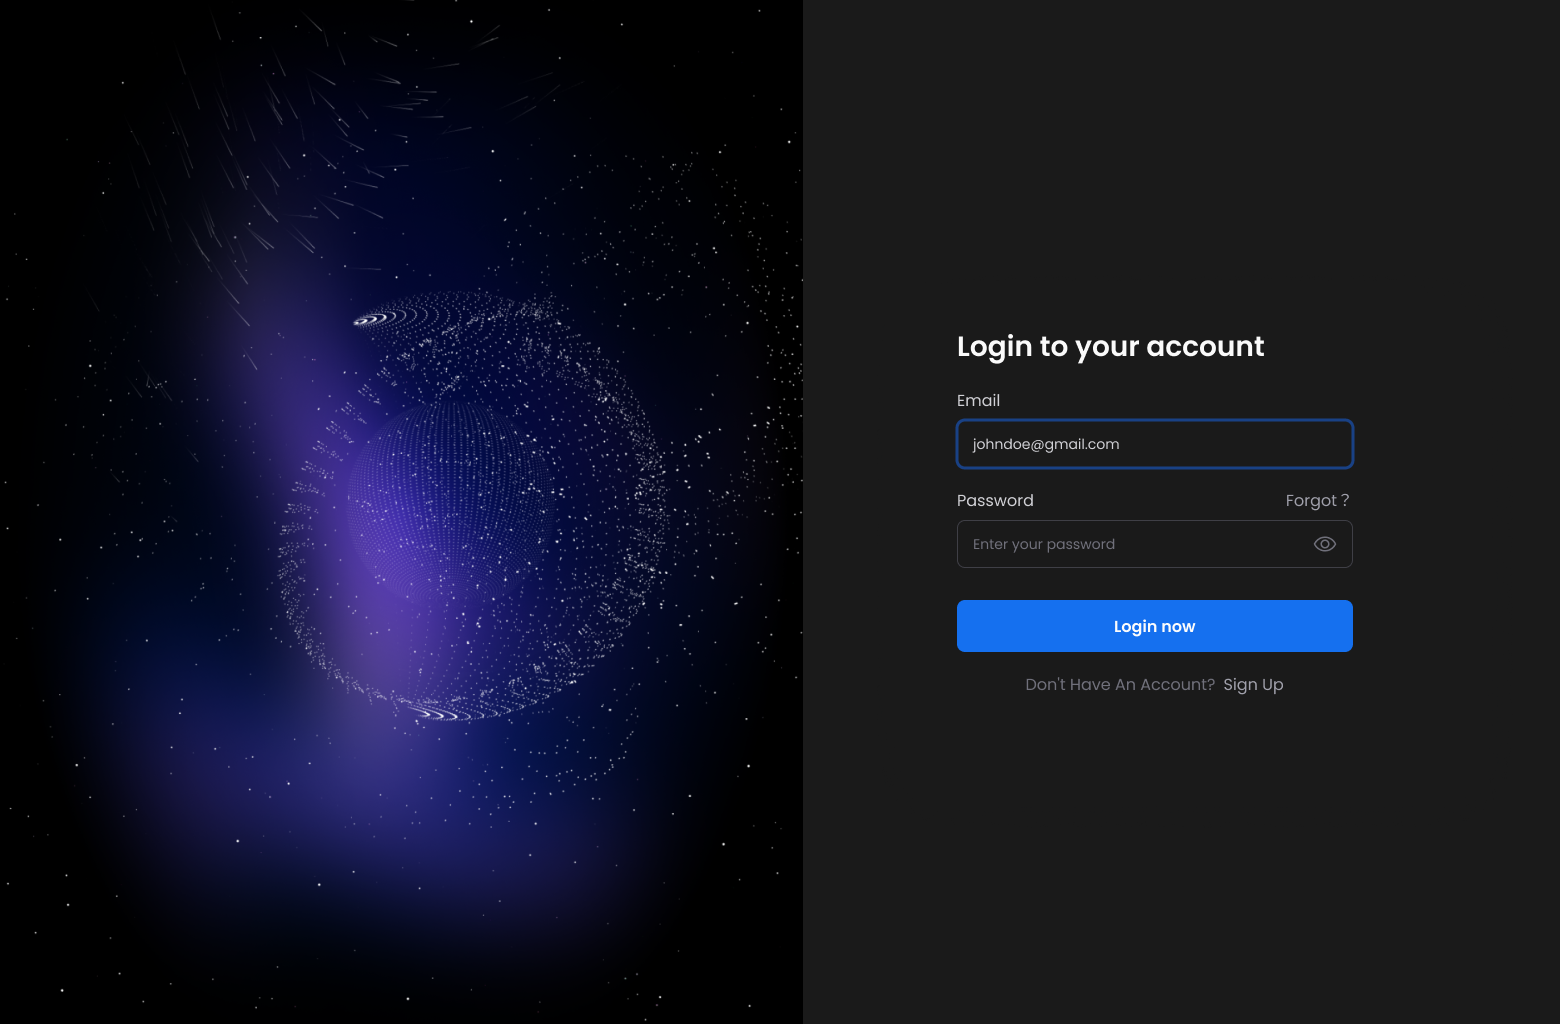 Login to your account
Email
johndoe@gmail.com
Password Forgot ?
Enter your password
Login now
Don't Have An Account? Sign Up